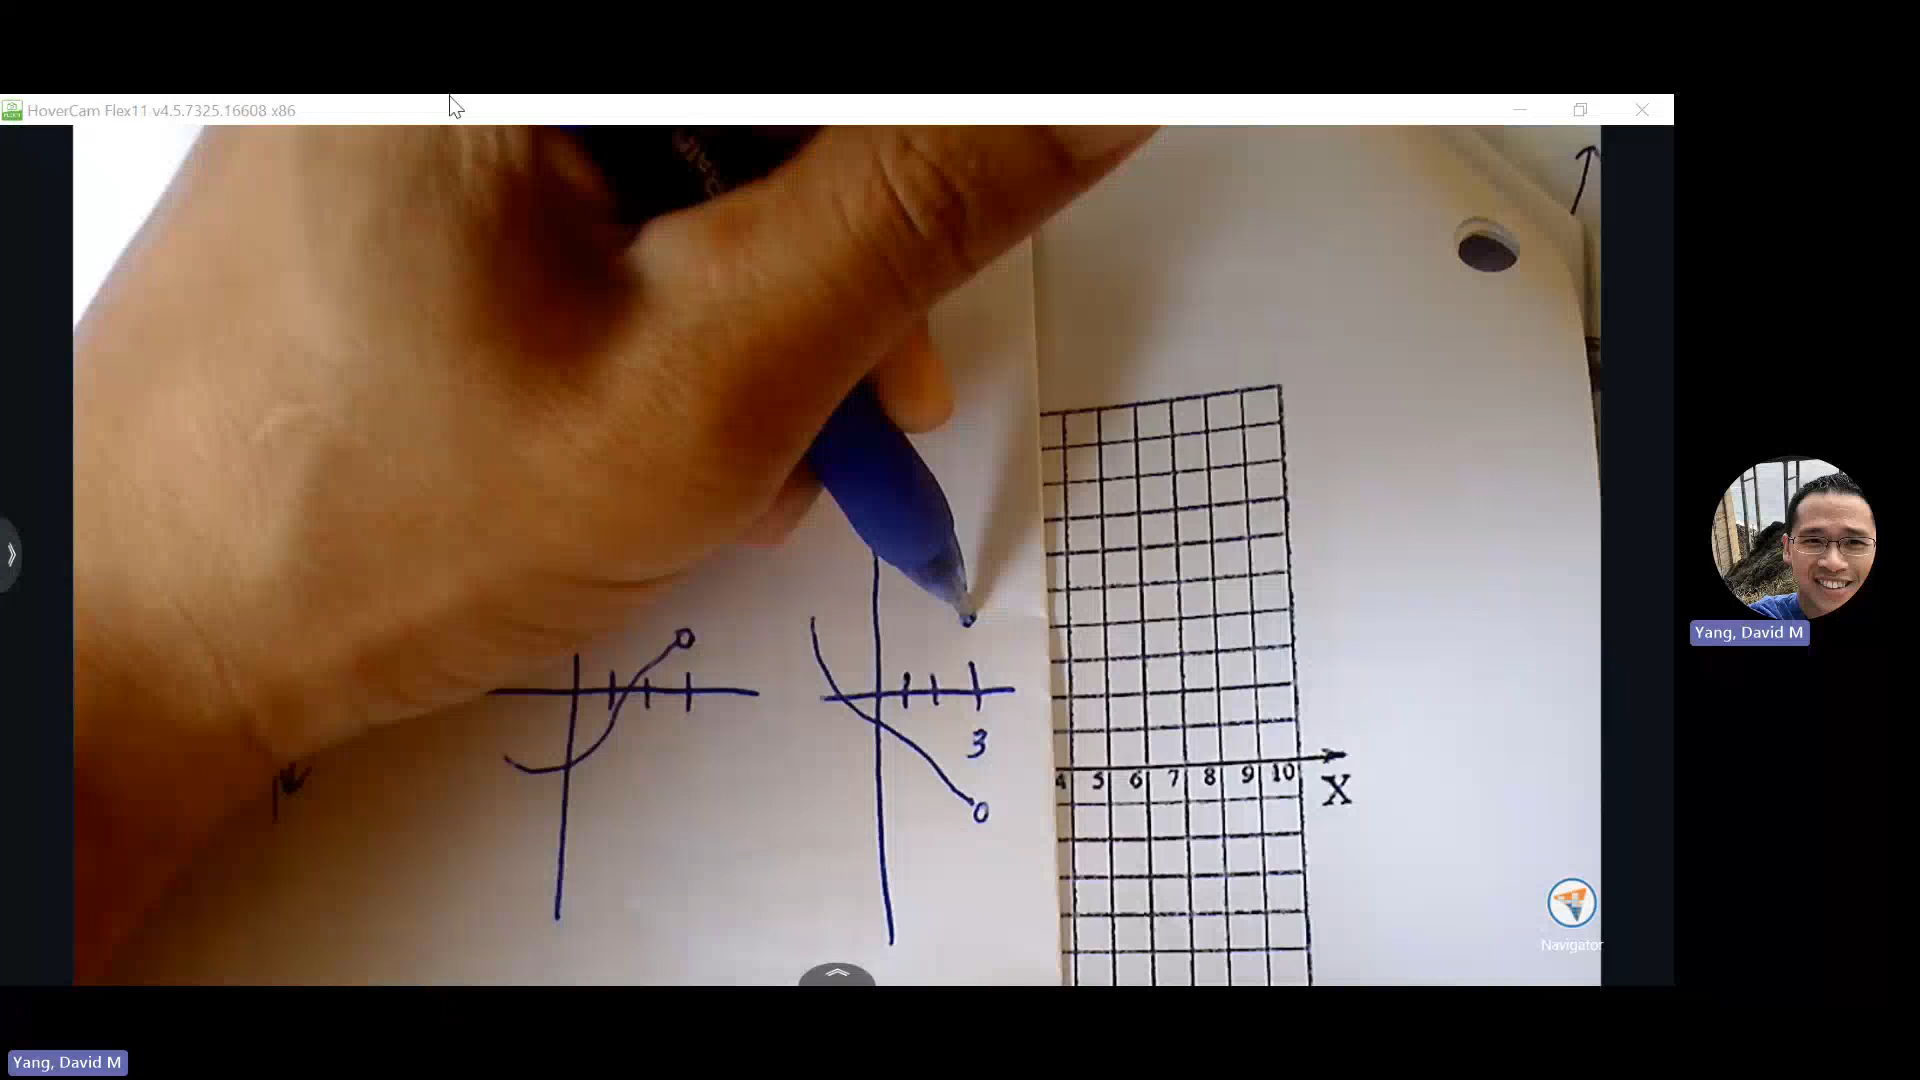 HoverCam Flex11 v4.5.7325.16608 x86
3
4 5 6 7 8 9 10
X
Navigator
Yang, David M
Yang, David M